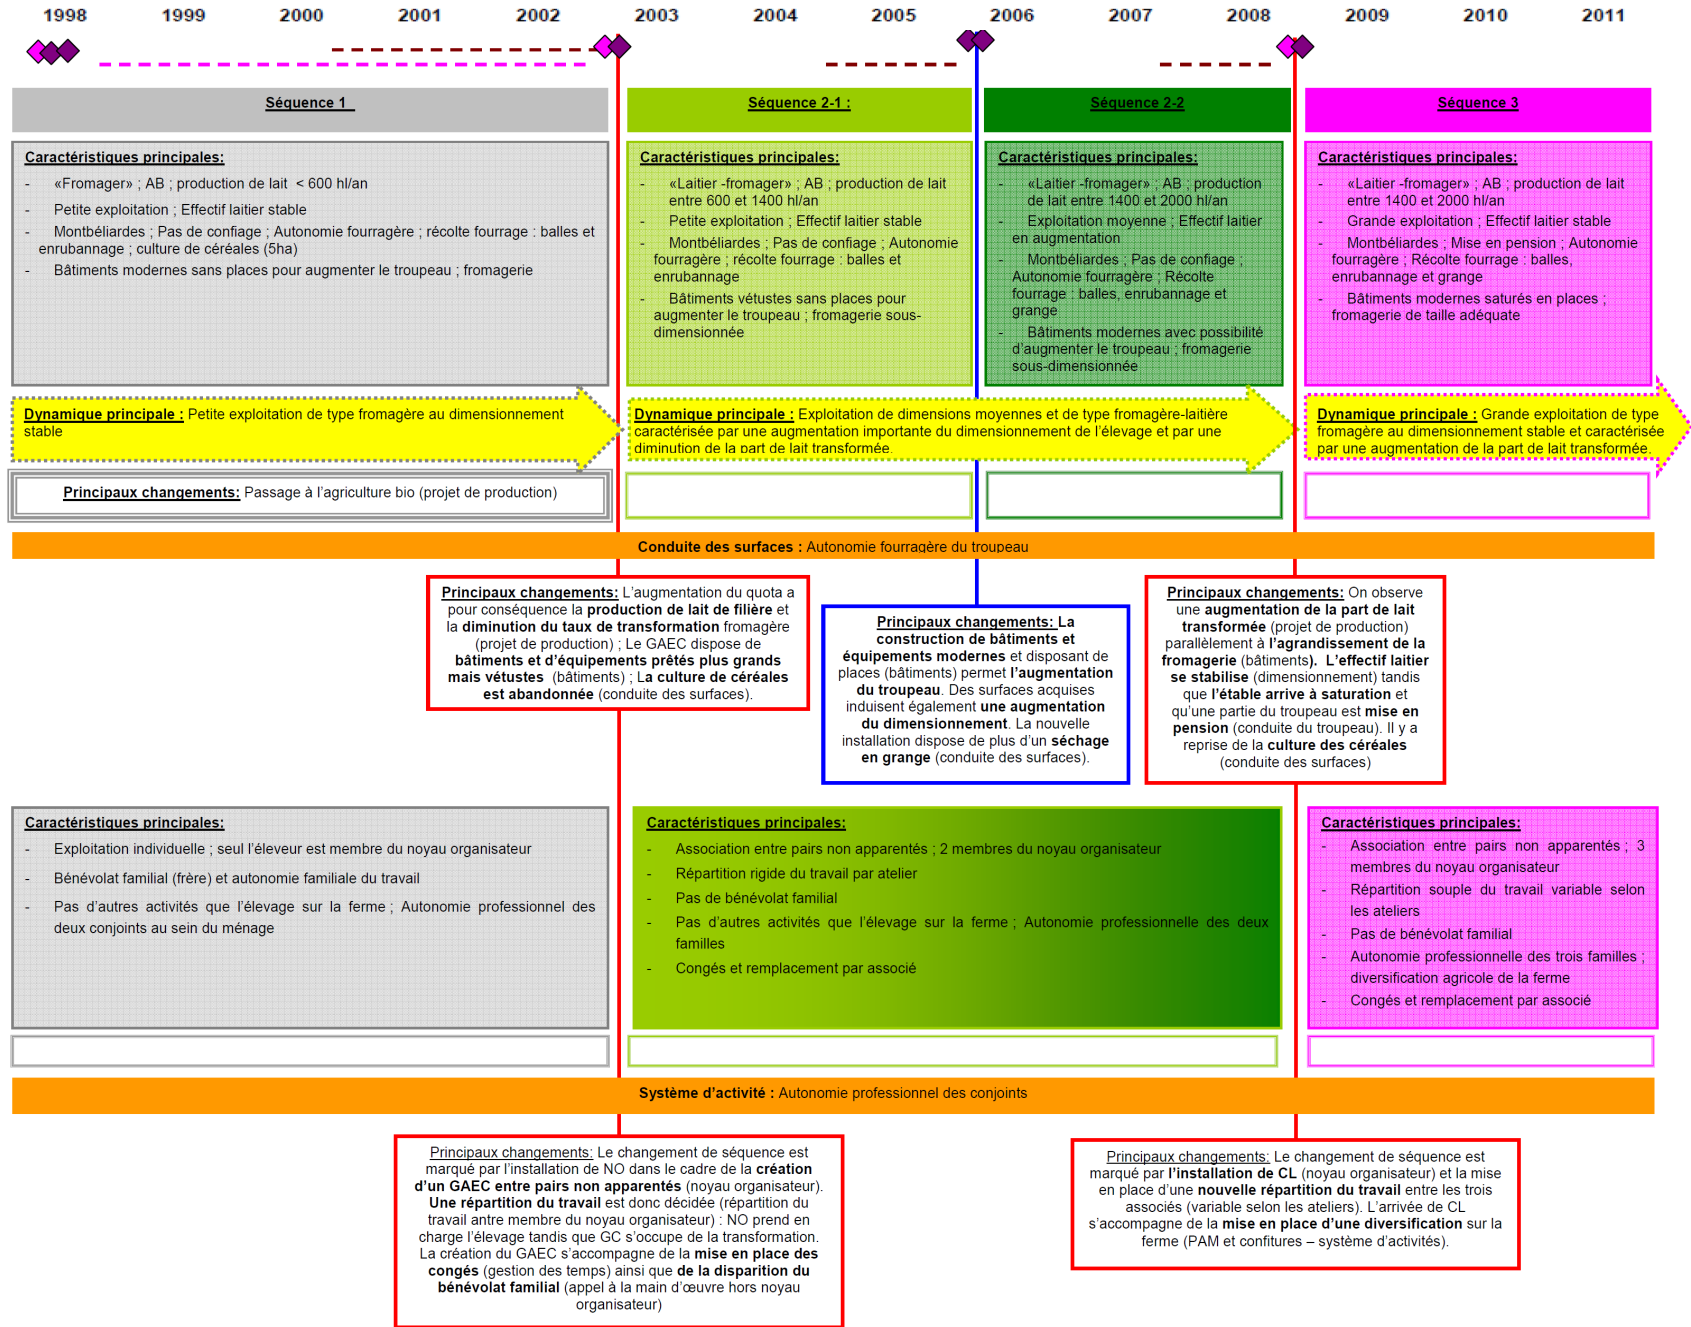 1998 1999 2000 2001 2002 2003 2004 2005 2006 2007 2008 2009 2010 2011
Séquence 1
Séquence 2-1 :
Séquence 2-2
Séquence 3
Caractéristiques principales:
- «Fromager» ; AB ; production de lait < 600 hl/an
- Petite exploitation ; Effectif laitier stable
- Montbéliardes ; Pas de confiage ; Autonomie fourragère ; récolte fourrage : balles et
enrubannage ; culture de céréales (5ha)
- Bâtiments modernes sans places pour augmenter le troupeau ; fromagerie
Caractéristiques principales:
- «Laitier -fromager» ; AB ; production de lait
entre 600 et 1400 hl/an
- Petite exploitation ; Effectif laitier stable
- Montbéliardes ; Pas de confiage ; Autonomie
fourragère ; récolte fourrage : balles et
enrubannage
- Bâtiments vétustes sans places pour
augmenter le troupeau ; fromagerie sous-
dimensionnée
Caractéristiques principales:
- «Laitier -fromager» ; AB ; production
de lait entre 1400 et 2000 hl/an
- Exploitation moyenne ; Effectif laitier
en augmentation
- Montbéliardes ; Pas de confiage ;
Autonomie fourragère ; Récolte
fourrage : balles, enrubannage et
grange
- Bâtiments modernes avec possibilité
d’augmenter le troupeau ; fromagerie
sous-dimensionnée
Caractéristiques principales:
- «Laitier -fromager» ; AB ; production de lait
entre 1400 et 2000 hl/an
- Grande exploitation ; Effectif laitier stable
- Montbéliardes ; Mise en pension ; Autonomie
fourragère ; Récolte fourrage : balles,
enrubannage et grange
- Bâtiments modernes saturés en places ;
fromagerie de taille adéquate
Dynamique principale : Petite exploitation de type fromagère au dimensionnement
stable
Dynamique principale : Exploitation de dimensions moyennes et de type fromagère-laitière
caractérisée par une augmentation importante du dimensionnement de l’élevage et par une
diminution de la part de lait transformée.
Dynamique principale : Grande exploitation de type
fromagère au dimensionnement stable et caractérisée
par une augmentation de la part de lait transformée.
Principaux changements: Passage à l’agriculture bio (projet de production)
Conduite des surfaces : Autonomie fourragère du troupeau
Principaux changements: L’augmentation du quota a
pour conséquence la production de lait de filière et
la diminution du taux de transformation fromagère
(projet de production) ; Le GAEC dispose de
bâtiments et d’équipements prêtés plus grands
mais vétustes (bâtiments) ; La culture de céréales
est abandonnée (conduite des surfaces).
Principaux changements: La
construction de bâtiments et
équipements modernes et disposant de
places (bâtiments) permet l’augmentation
du troupeau. Des surfaces acquises
induisent également une augmentation
du dimensionnement. La nouvelle
installation dispose de plus d’un séchage
en grange (conduite des surfaces).
Principaux changements: On observe
une augmentation de la part de lait
transformée (projet de production)
parallèlement à l’agrandissement de la
fromagerie (bâtiments). L’effectif laitier
se stabilise (dimensionnement) tandis
que l’étable arrive à saturation et
qu’une partie du troupeau est mise en
pension (conduite du troupeau). Il y a
reprise de la culture des céréales
(conduite des surfaces)
Caractéristiques principales:
- Exploitation individuelle ; seul l’éleveur est membre du noyau organisateur
- Bénévolat familial (frère) et autonomie familiale du travail
- Pas d’autres activités que l’élevage sur la ferme ; Autonomie professionnel des
deux conjoints au sein du ménage
Caractéristiques principales:
- Association entre pairs non apparentés ; 2 membres du noyau organisateur
- Répartition rigide du travail par atelier
- Pas de bénévolat familial
- Pas d’autres activités que l’élevage sur la ferme ; Autonomie professionnelle des deux
familles
- Congés et remplacement par associé
Caractéristiques principales:
- Association entre pairs non apparentés ; 3
membres du noyau organisateur
- Répartition souple du travail variable selon
les ateliers
- Pas de bénévolat familial
- Autonomie professionnelle des trois familles ;
diversification agricole de la ferme
- Congés et remplacement par associé
Système d’activité : Autonomie professionnel des conjoints
Principaux changements: Le changement de séquence est
marqué par l’installation de NO dans le cadre de la création
d’un GAEC entre pairs non apparentés (noyau organisateur).
Une répartition du travail est donc décidée (répartition du
travail antre membre du noyau organisateur) : NO prend en
charge l’élevage tandis que GC s’occupe de la transformation.
La création du GAEC s’accompagne de la mise en place des
congés (gestion des temps) ainsi que de la disparition du
bénévolat familial (appel à la main d’œuvre hors noyau
organisateur)
Principaux changements: Le changement de séquence est
marqué par l’installation de CL (noyau organisateur) et la mise
en place d’une nouvelle répartition du travail entre les trois
associés (variable selon les ateliers). L’arrivée de CL
s’accompagne de la mise en place d’une diversification sur la
ferme (PAM et confitures – système d’activités).